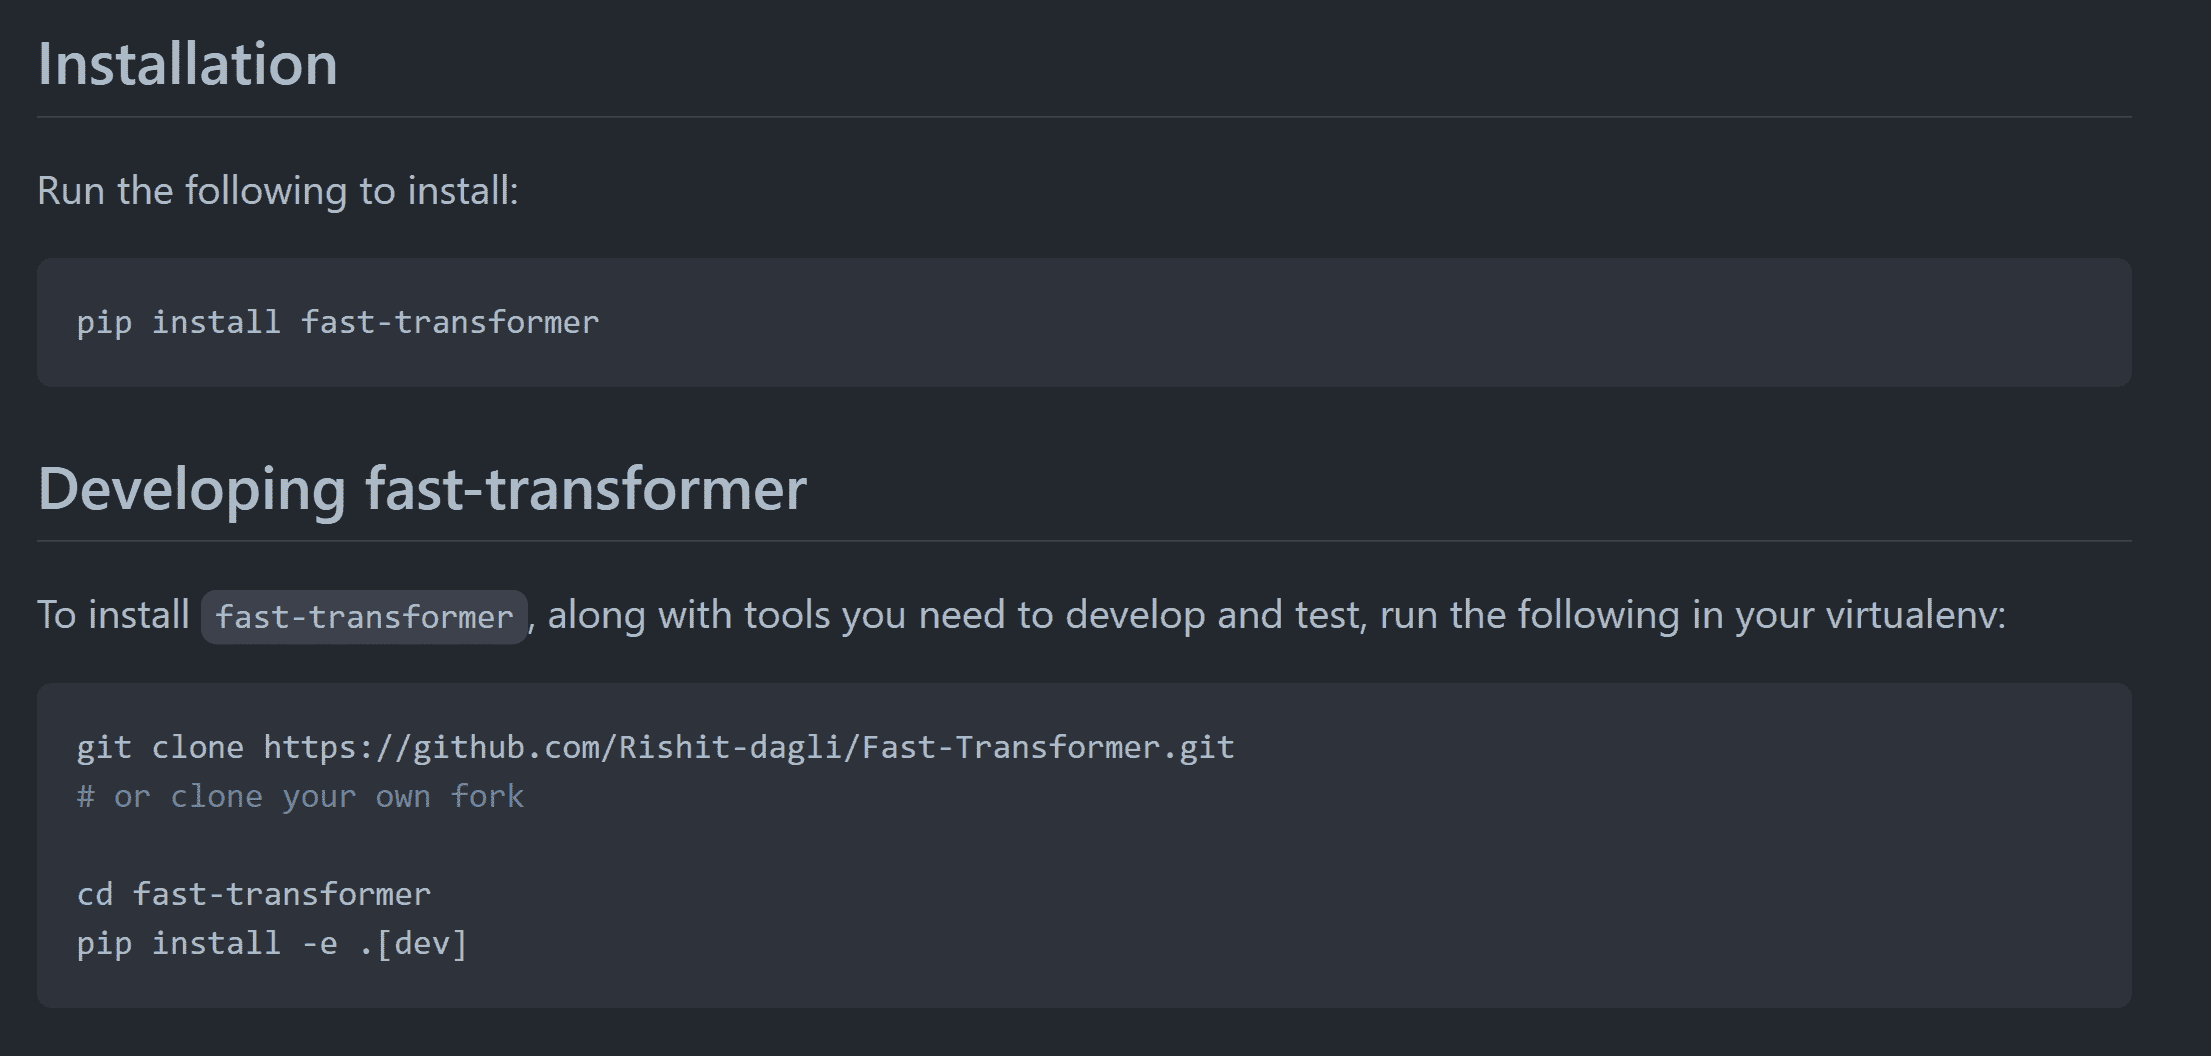 Installation
Run the following to install:
pip install fast-transformer
Developing fast-transformer
To install fast-transformer, along with tools you need to develop and test, run the following in your virtualenv:
git clone https://github.com/Rishit-dagli/Fast-Transformer.git
# or clone your own fork
cd fast-transformer
pip install -e .[dev]